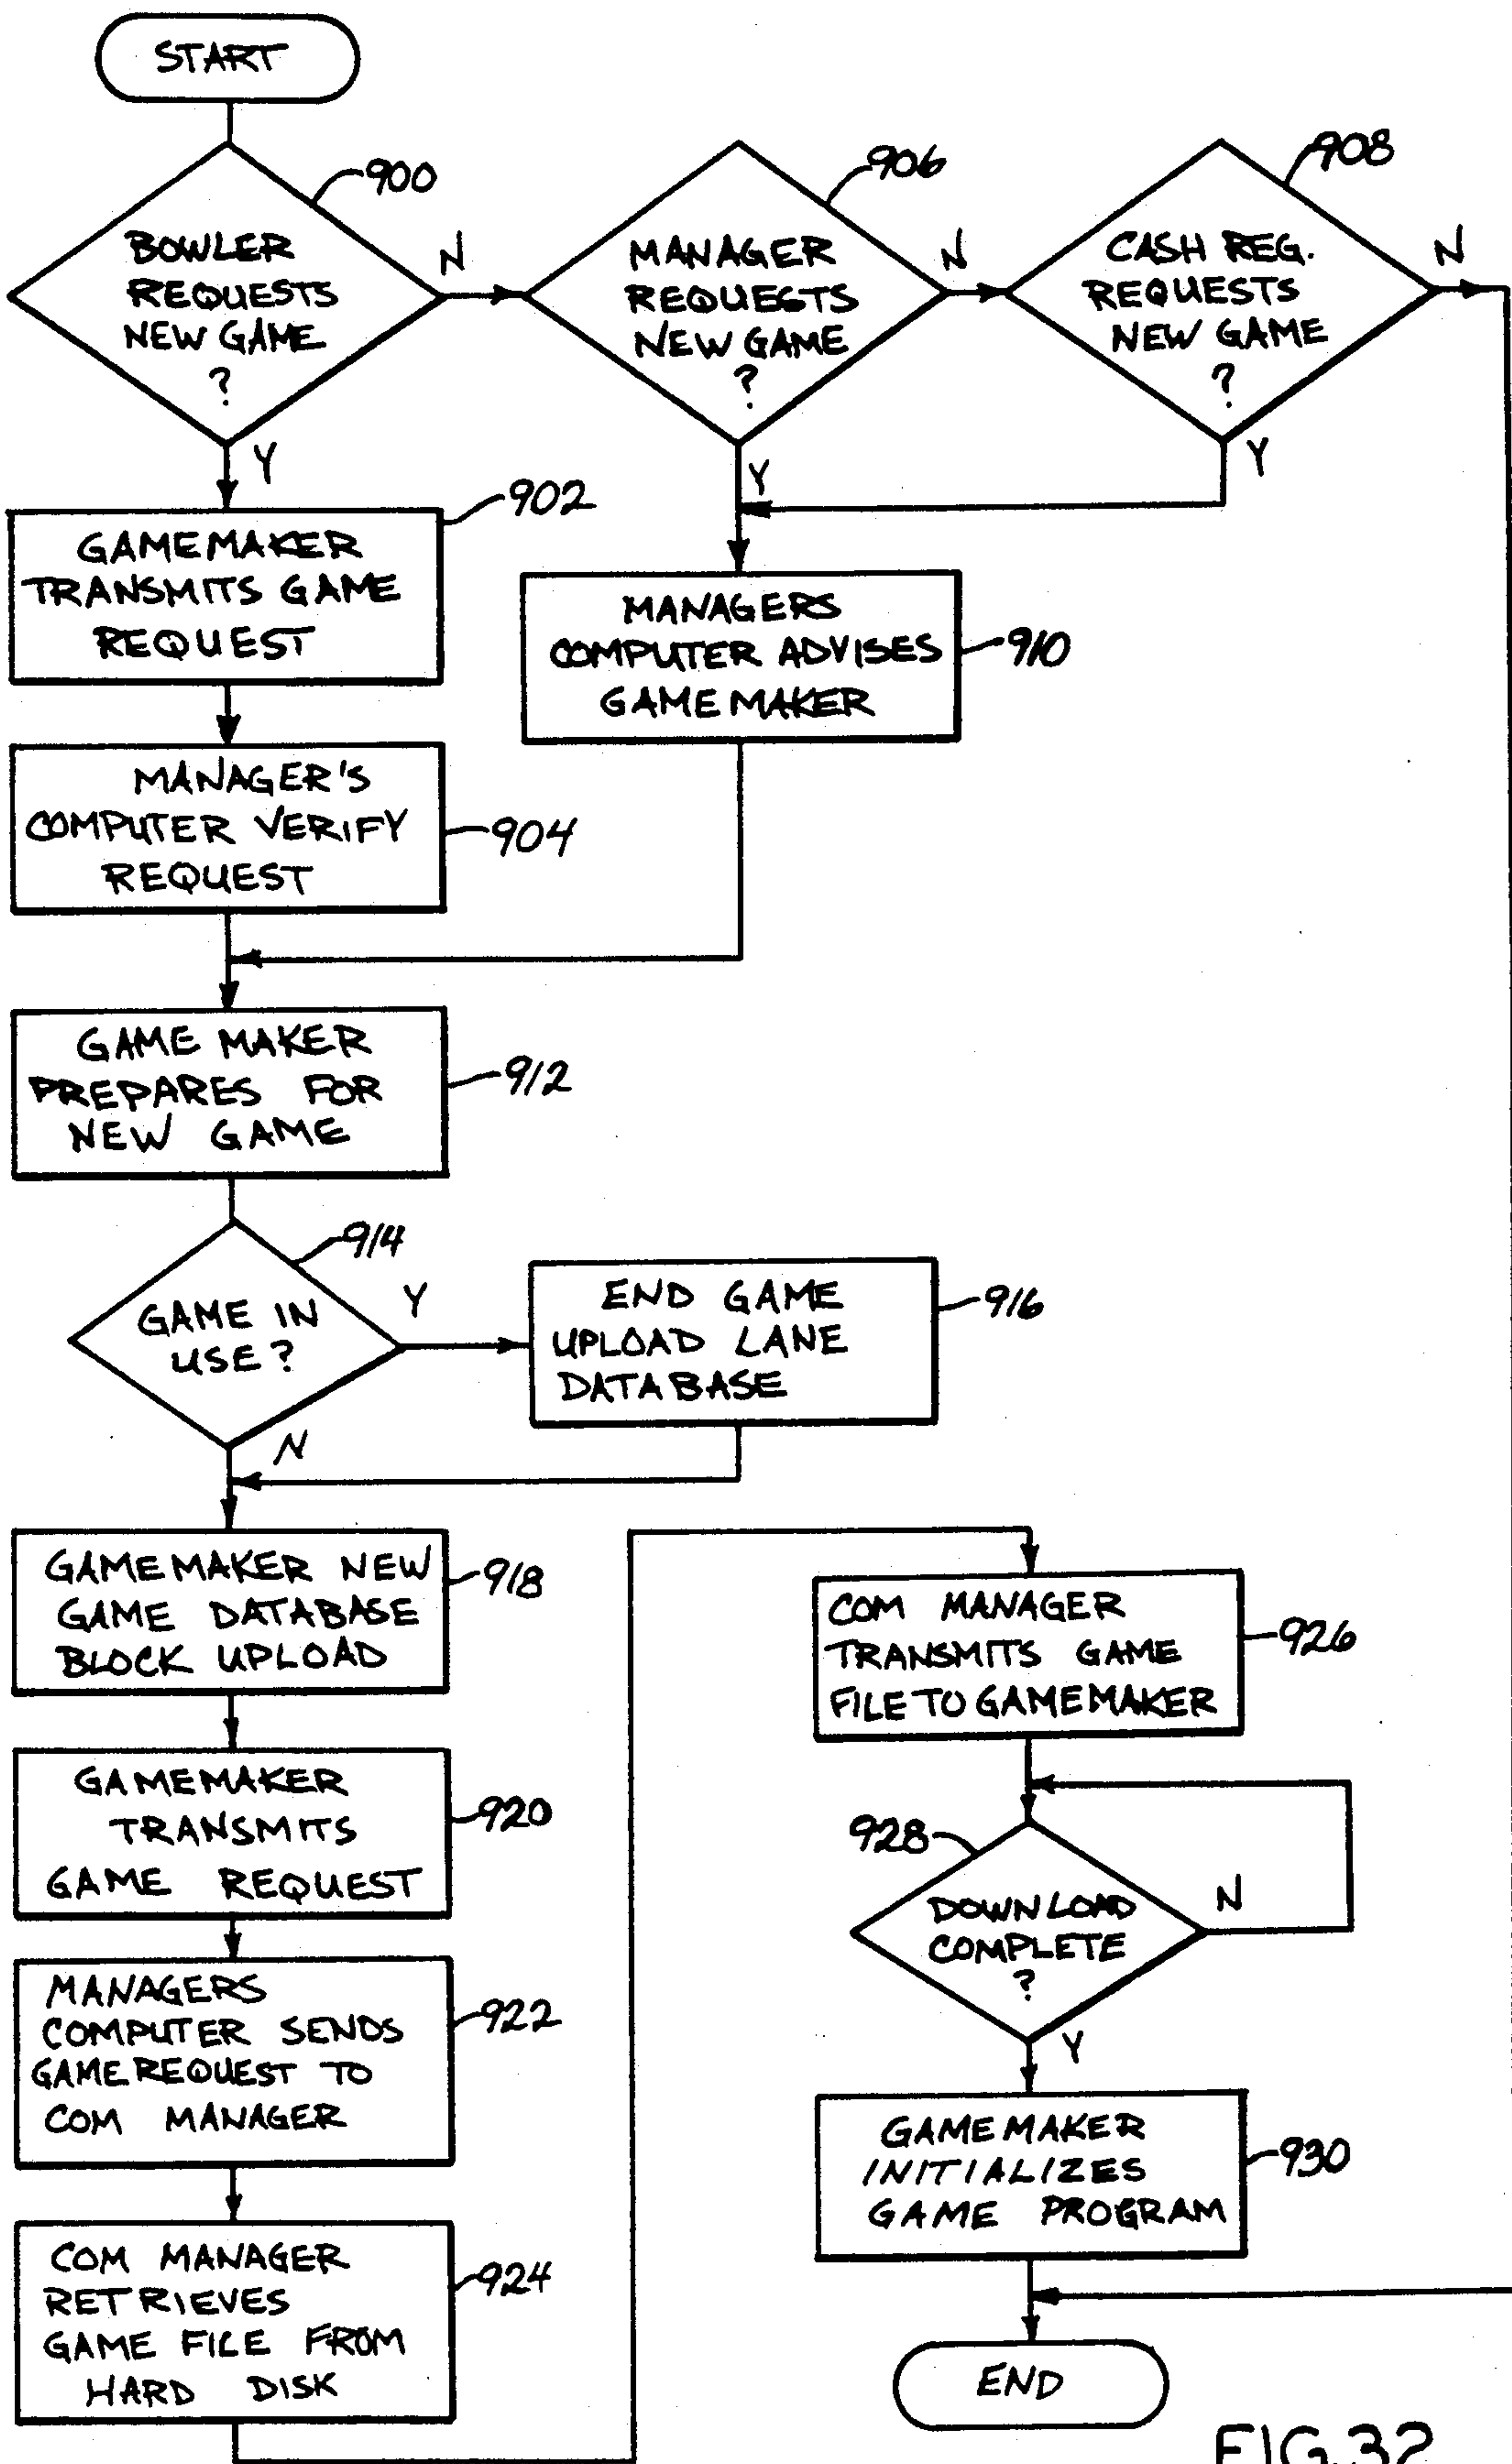 START
900
BOWLER
REQUESTS
NEW GAME
?
N
Y
906
MANAGER
REQUESTS
NEW GAME
?
N
Y
908
CASH REG.
REQUESTS
NEW GAME
?
N
Y
902
GAMEMAKER
TRANSMITS GAME
REQUEST
MANAGERS
COMPUTER ADVISES
GAMEMAKER
910
MANAGER'S
COMPUTER VERIFY
REQUEST
904
GAME MAKER
PREPARES FOR
NEW GAME
912
914
GAME IN
USE?
Y
N
END GAME
UPLOAD LANE
DATABASE
916
GAMEMAKER NEW
GAME DATABASE
BLOCK UPLOAD
918
GAMEMAKER
TRANSMITS
GAME REQUEST
920
MANAGERS
COMPUTER SENDS
GAME REQUEST TO
COM MANAGER
922
COM MANAGER
RETRIEVES
GAME FILE FROM
HARD DISK
924
COM MANAGER
TRANSMITS GAME
FILE TO GAMEMAKER
926
928
DOWNLOAD
COMPLETE
?
N
Y
GAMEMAKER
INITIALIZES
GAME PROGRAM
930
END
FIG.32